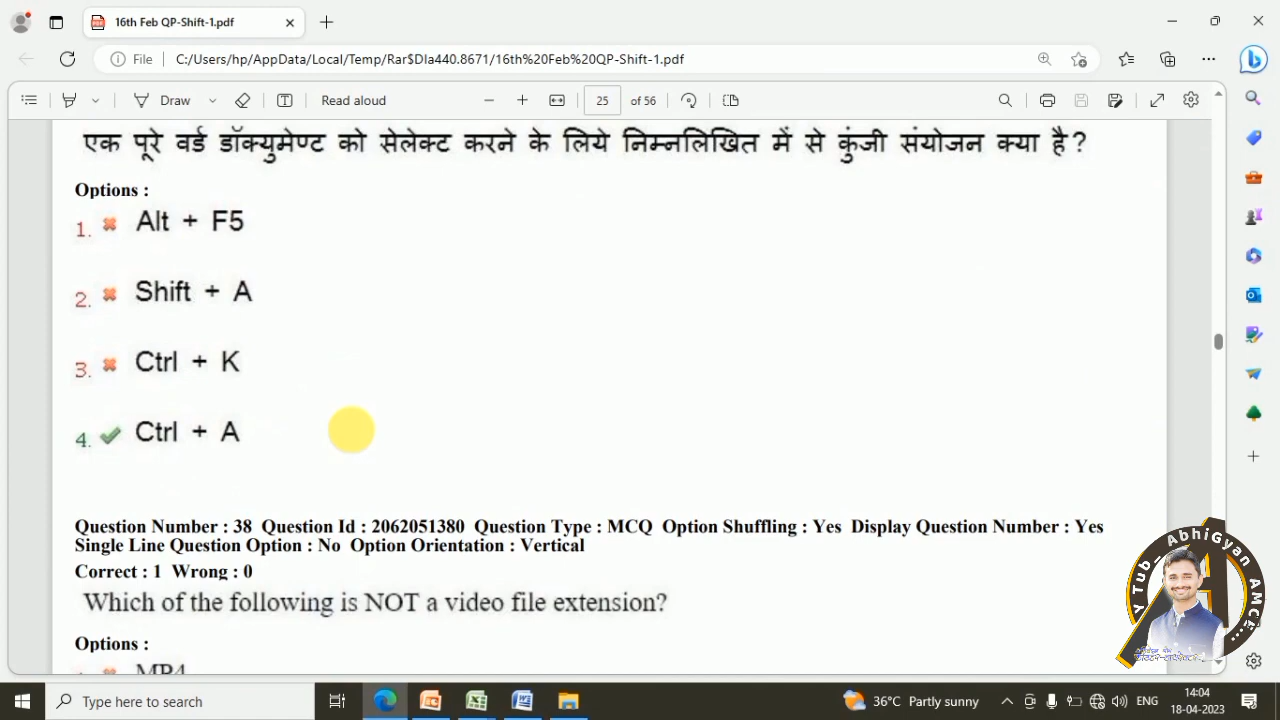 16th Feb QP-Shift-1.pdf
File C:/Users/hp/AppData/Local/Temp/Rar$DIa440.8671/16th%20Feb%20QP-Shift-1.pdf
Draw Read aloud 25 of 56
एक पूरे वर्ड डॉक्युमेण्ट को सेलेक्ट करने के लिये निम्नलिखित में से कुंजी संयोजन क्या है?
Options :
1. Alt + F5
2. Shift + A
3. Ctrl + K
4. Ctrl + A
Question Number : 38 Question Id : 2062051380 Question Type : MCQ Option Shuffling : Yes Display Question Number : Yes
Single Line Question Option : No Option Orientation : Vertical
Correct : 1 Wrong : 0
Which of the following is NOT a video file extension?
Options :
MP4
Y Tub_ AbhiGyan AMCE...
Type here to search
36°C Partly sunny
ENG
14:04
18-04-2023